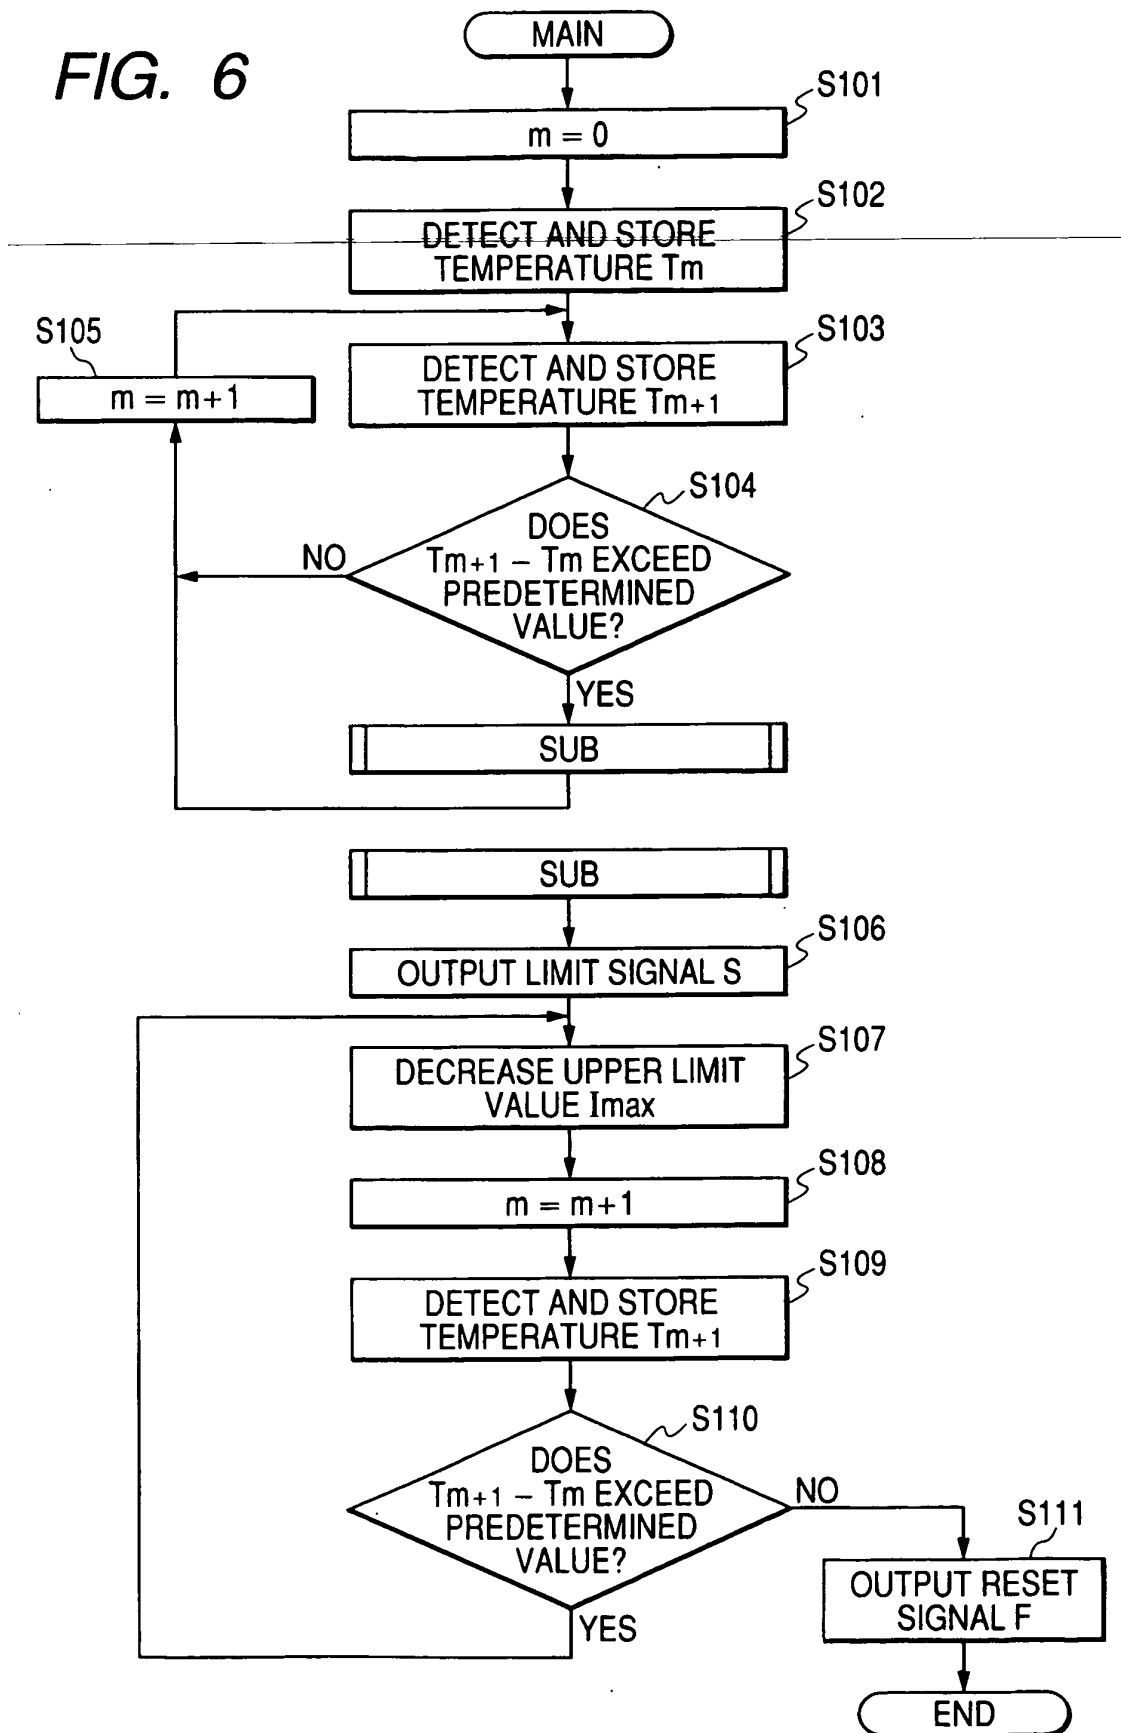 FIG. 6
MAIN
S101
m = 0
S102
DETECT AND STORE
TEMPERATURE Tm
S105
m = m+1
S103
DETECT AND STORE
TEMPERATURE Tm+1
S104
DOES
Tm+1 – Tm EXCEED
PREDETERMINED
VALUE?
NO
YES
SUB
SUB
S106
OUTPUT LIMIT SIGNAL S
S107
DECREASE UPPER LIMIT
VALUE Imax
S108
m = m+1
S109
DETECT AND STORE
TEMPERATURE Tm+1
S110
DOES
Tm+1 – Tm EXCEED
PREDETERMINED
VALUE?
NO
YES
S111
OUTPUT RESET
SIGNAL F
END